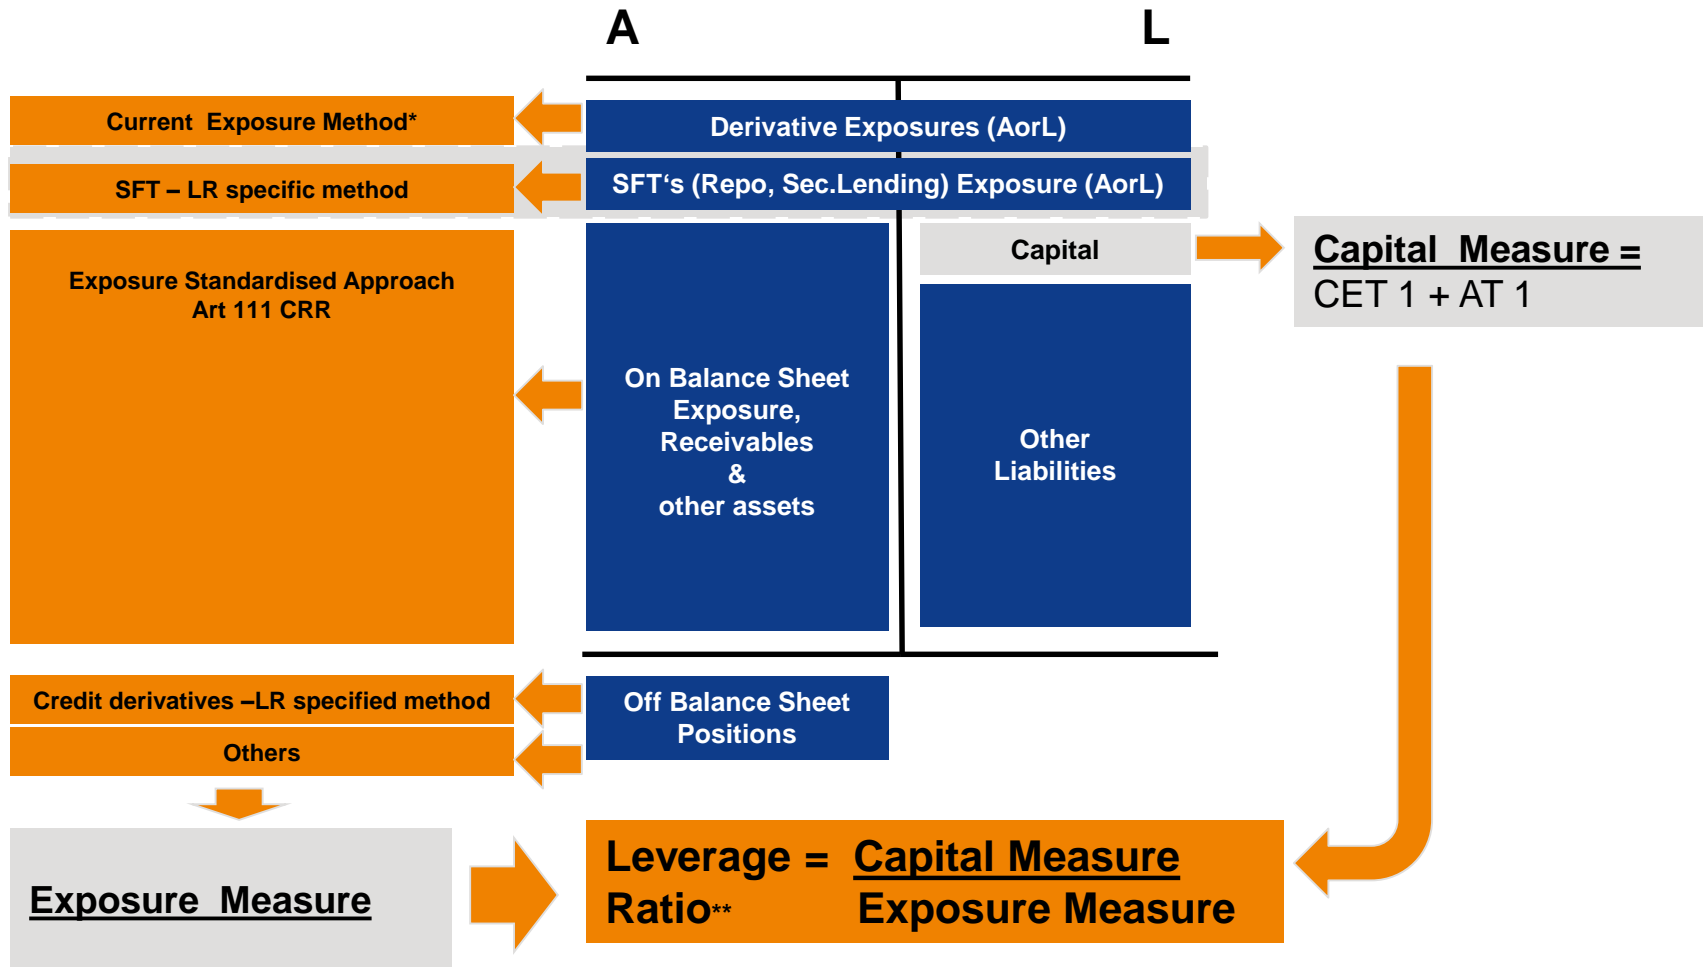 A L
Current Exposure Method*
Derivative Exposures (AorL)
SFT – LR specific method
SFT‘s (Repo, Sec.Lending) Exposure (AorL)
Exposure Standardised Approach
Art 111 CRR
On Balance Sheet
Exposure,
Receivables
&
other assets
Capital
Other
Liabilities
Capital Measure =
CET 1 + AT 1
Credit derivatives –LR specified method
Others
Off Balance Sheet
Positions
Exposure Measure
Leverage = Capital Measure
Ratio** Exposure Measure